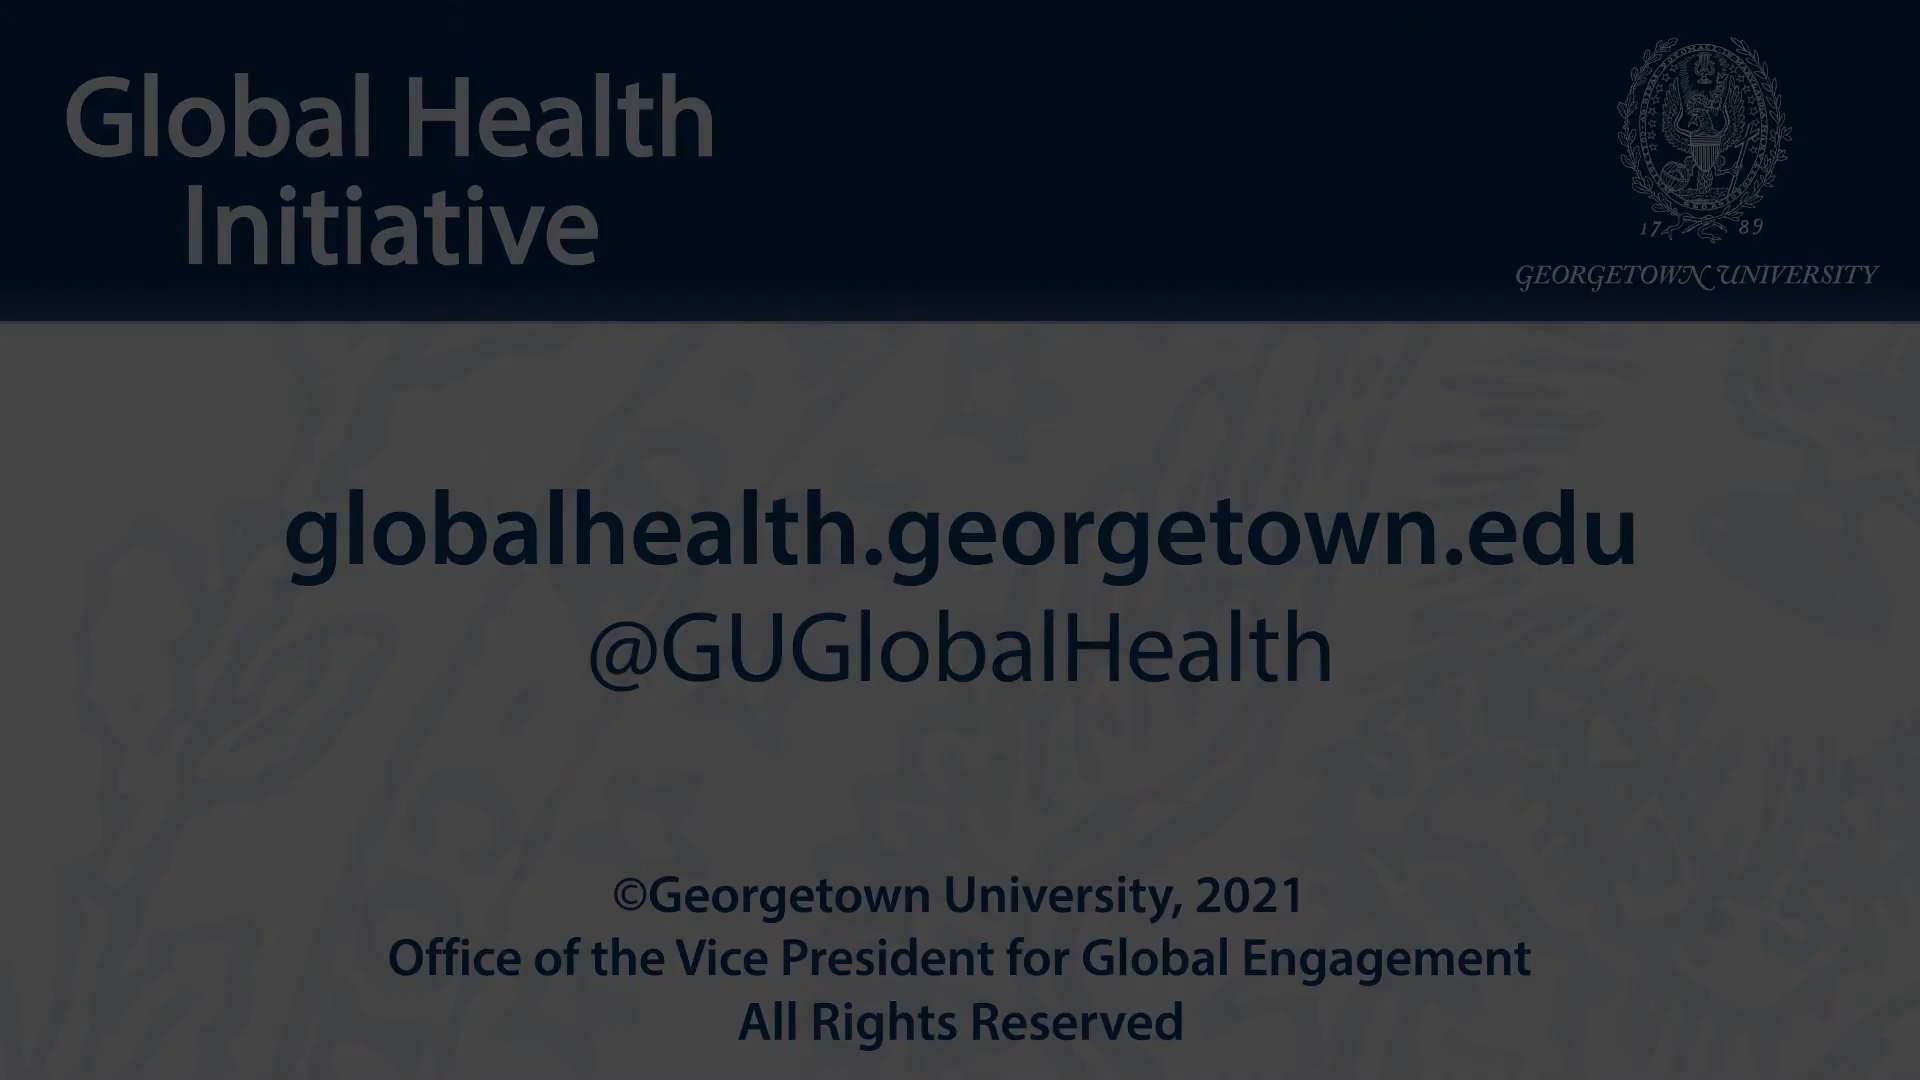 Global Health
Initiative
17 89
GEORGETOWN UNIVERSITY
globalhealth.georgetown.edu
@GUGlobalHealth
©Georgetown University, 2021
Office of the Vice President for Global Engagement
All Rights Reserved